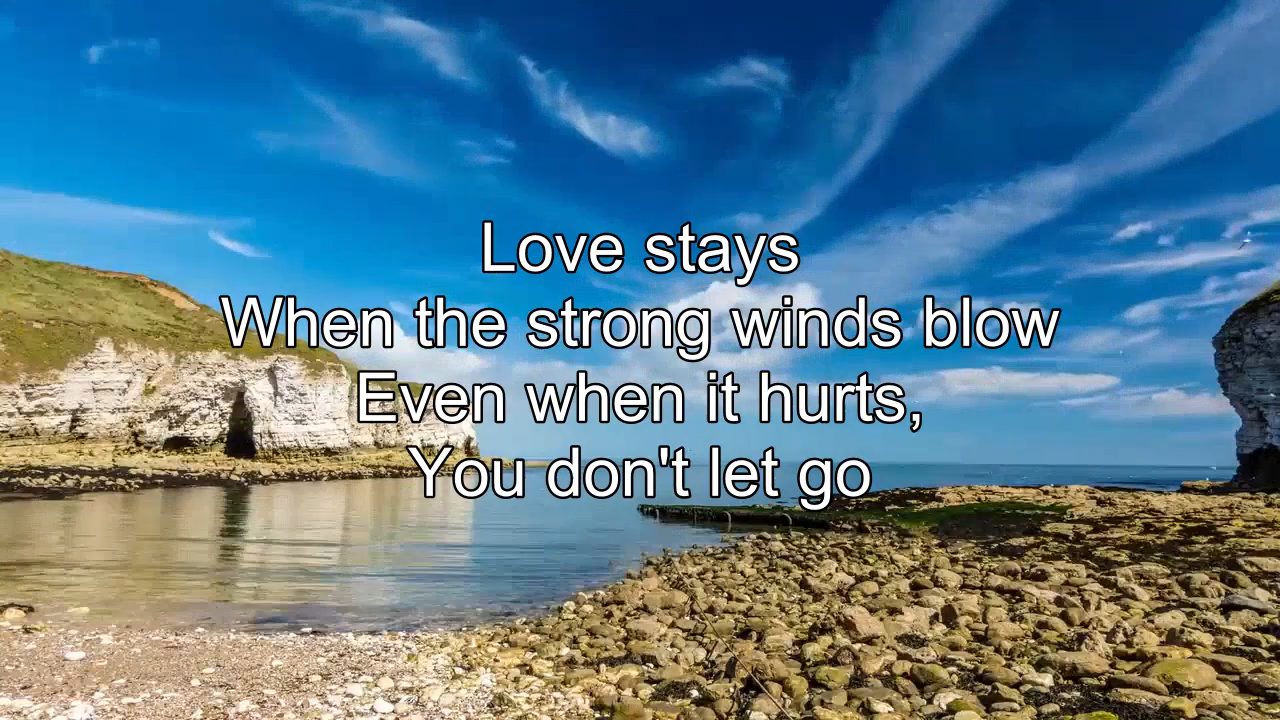 Love stays
When the strong winds blow
Even when it hurts,
You don't let go